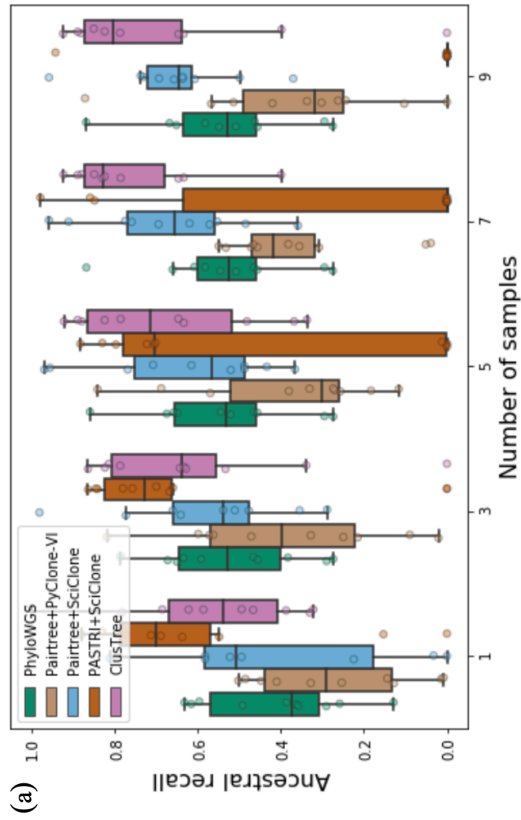 (a)
Ancestral recall
1.0
0.8
0.6
0.4
0.2
0.0
PhyloWGS
Pairtree+PyClone-VI
Pairtree+SciClone
PASTRI+SciClone
ClusTree
1
3
5
7
9
Number of samples